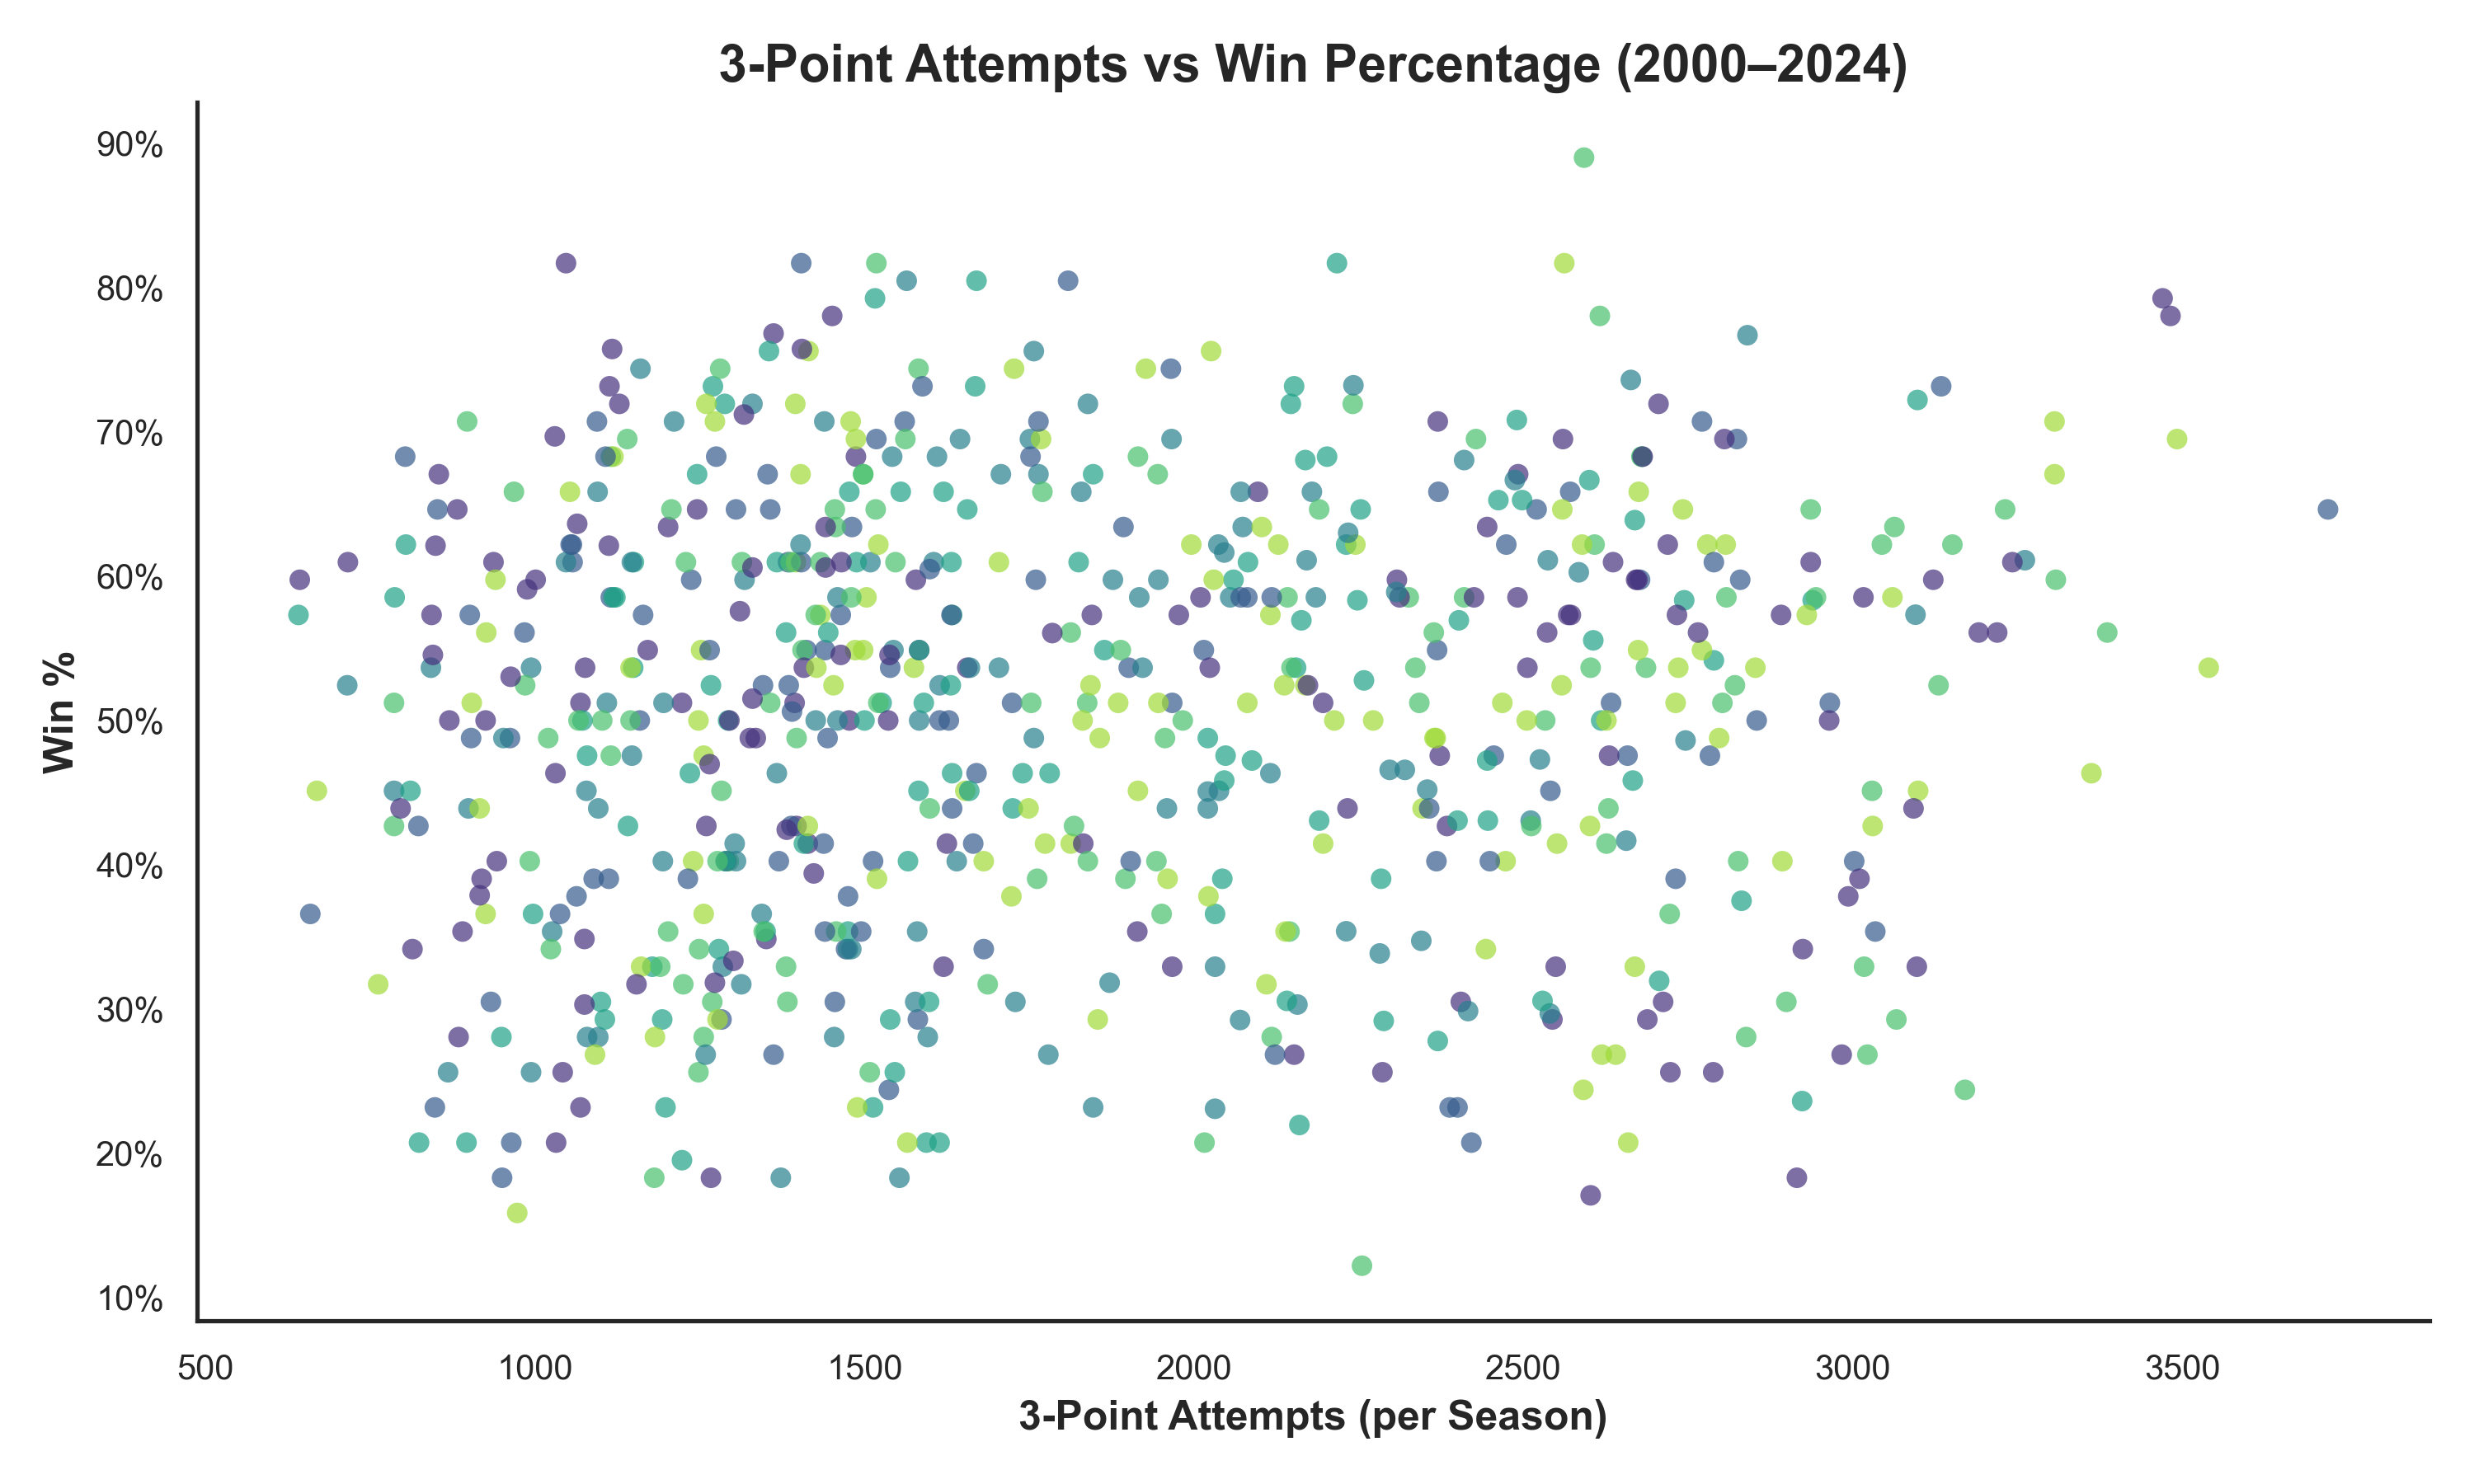 3-Point Attempts vs Win Percentage (2000–2024)
90%
80%
70%
60%
50%
40%
30%
20%
10%
Win %
500 1000 1500 2000 2500 3000 3500
3-Point Attempts (per Season)